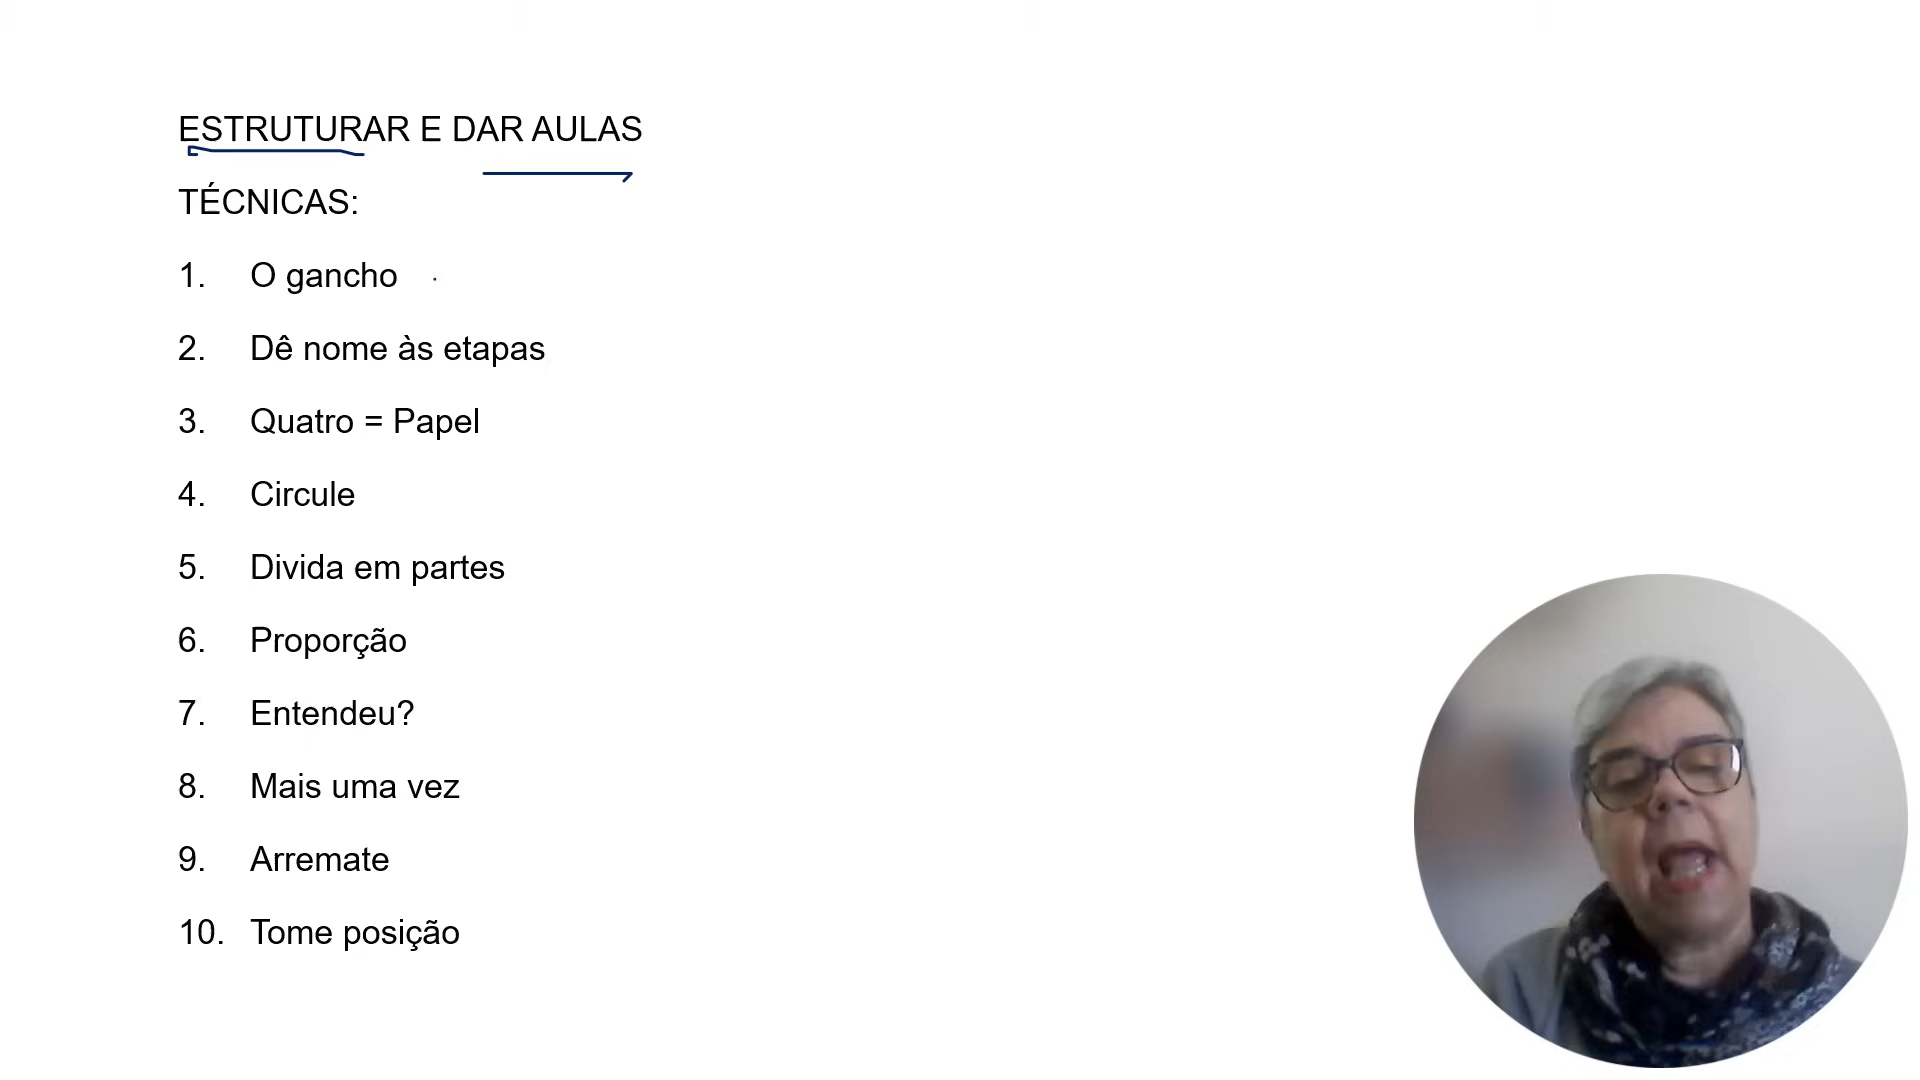 ESTRUTURAR E DAR AULAS
TÉCNICAS:
1. O gancho
2. Dê nome às etapas
3. Quatro = Papel
4. Circule
5. Divida em partes
6. Proporção
7. Entendeu?
8. Mais uma vez
9. Arremate
10. Tome posição